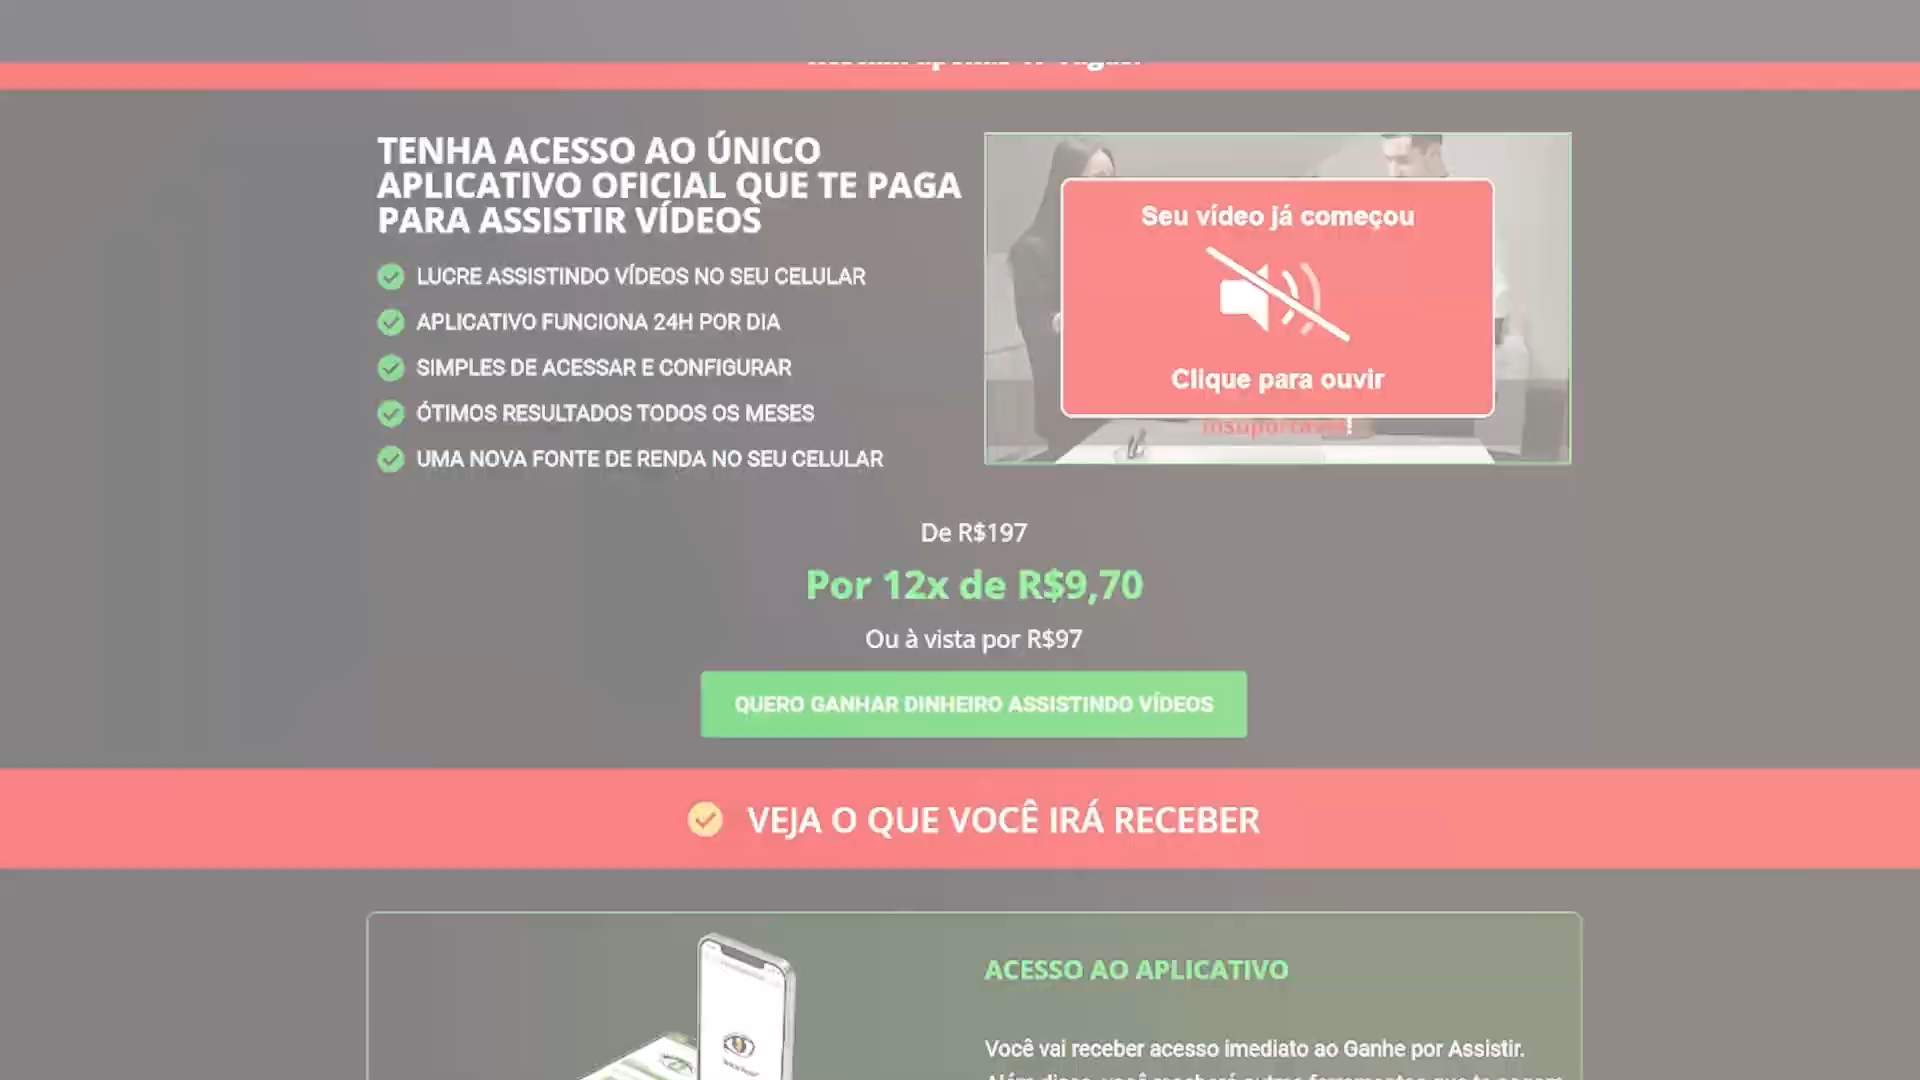 TENHA ACESSO AO ÚNICO
APLICATIVO OFICIAL QUE TE PAGA
PARA ASSISTIR VÍDEOS
LUCRE ASSISTINDO VÍDEOS NO SEU CELULAR
APLICATIVO FUNCIONA 24H POR DIA
SIMPLES DE ACESSAR E CONFIGURAR
ÓTIMOS RESULTADOS TODOS OS MESES
UMA NOVA FONTE DE RENDA NO SEU CELULAR
Seu vídeo já começou
Clique para ouvir
De R$197
Por 12x de R$9,70
Ou à vista por R$97
QUERO GANHAR DINHEIRO ASSISTINDO VÍDEOS
VEJA O QUE VOCÊ IRÁ RECEBER
ACESSO AO APLICATIVO
Você vai receber acesso imediato ao Ganhe por Assistir.